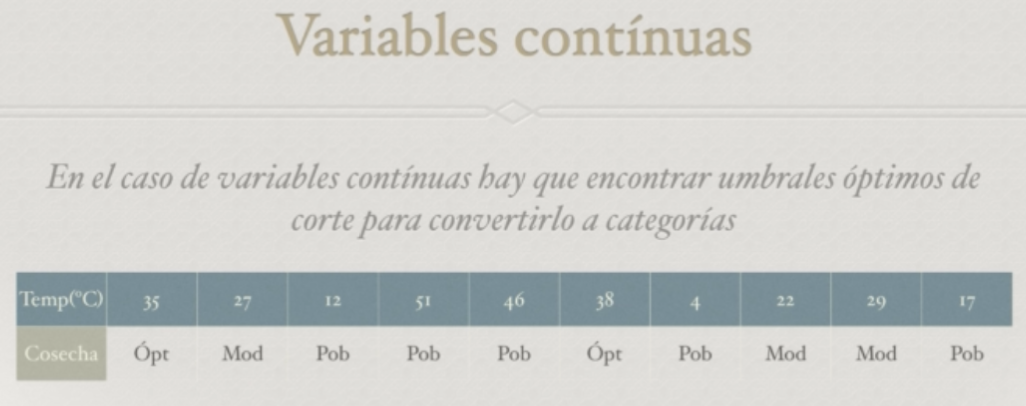 Variables contínuas
En el caso de variables contínuas hay que encontrar umbrales óptimos de
corte para convertirlo a categorías
Temp(°C) 35 27 12 51 46 38 4 22 29 17
Cosecha Ópt Mod Pob Pob Pob Ópt Pob Mod Mod Pob